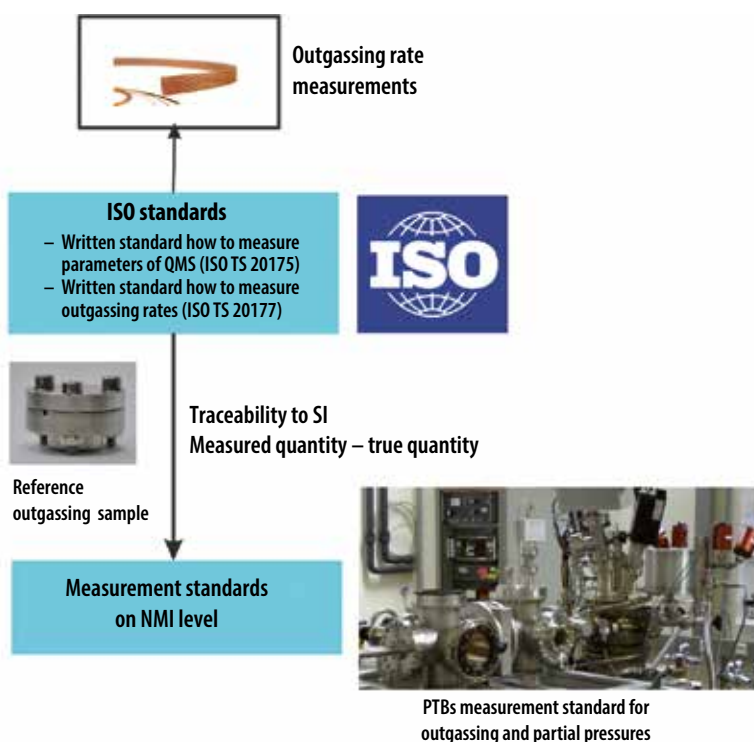 Outgassing rate
measurements
ISO standards
– Written standard how to measure
parameters of QMS (ISO TS 20175)
– Written standard how to measure
outgassing rates (ISO TS 20177)
ISO
Traceability to SI
Measured quantity – true quantity
Reference
outgassing sample
Measurement standards
on NMI level
PTBs measurement standard for
outgassing and partial pressures